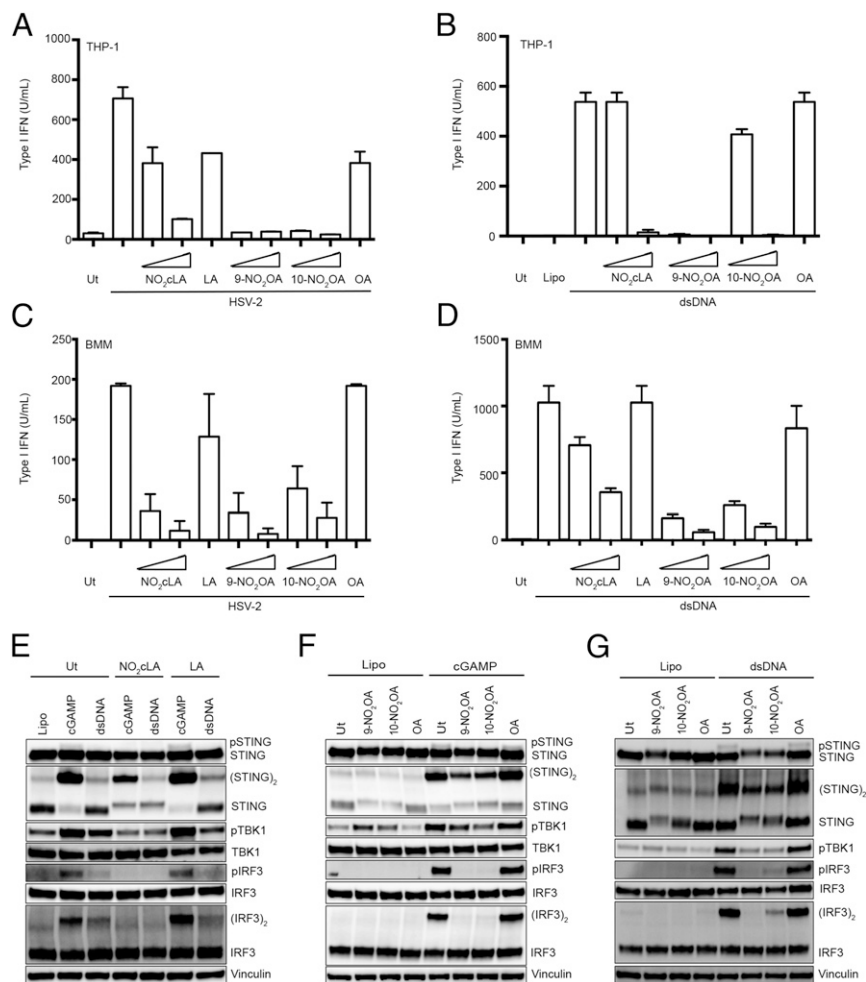 A
THP-1
Type I IFN (U/mL)
1000
800
600
400
200
0
Ut
NO₂cLA
LA
9-NO₂OA
10-NO₂OA
OA
HSV-2
B
THP-1
Type I IFN (U/mL)
800
600
400
200
0
Ut
Lipo
NO₂cLA
9-NO₂OA
10-NO₂OA
OA
dsDNA
C
BMM
Type I IFN (U/mL)
250
200
150
100
50
0
Ut
NO₂cLA
LA
9-NO₂OA
10-NO₂OA
OA
HSV-2
D
BMM
Type I IFN (U/mL)
1500
1000
500
0
Ut
NO₂cLA
LA
9-NO₂OA
10-NO₂OA
OA
dsDNA
E
Ut
NO₂cLA
LA
Lipo
cGAMP
dsDNA
cGAMP
dsDNA
cGAMP
dsDNA
pSTING
STING
(STING)₂
STING
pTBK1
TBK1
pIRF3
IRF3
(IRF3)₂
IRF3
Vinculin
F
Lipo
cGAMP
Ut
9-NO₂OA
10-NO₂OA
OA
Ut
9-NO₂OA
10-NO₂OA
OA
pSTING
STING
(STING)₂
STING
pTBK1
TBK1
pIRF3
IRF3
(IRF3)₂
IRF3
Vinculin
G
Lipo
dsDNA
Ut
9-NO₂OA
10-NO₂OA
OA
Ut
9-NO₂OA
10-NO₂OA
OA
pSTING
STING
(STING)₂
STING
pTBK1
pIRF3
IRF3
(IRF3)₂
IRF3
Vinculin